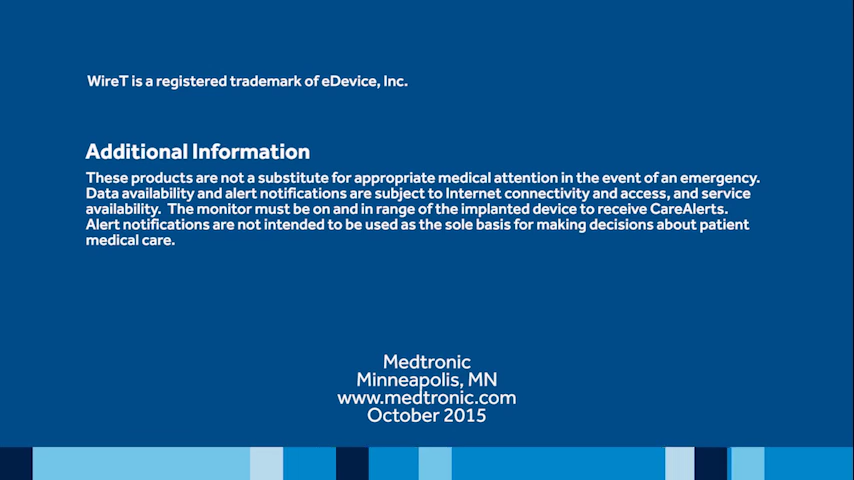 WireT is a registered trademark of eDevice, Inc.
Additional Information
These products are not a substitute for appropriate medical attention in the event of an emergency.
Data availability and alert notifications are subject to Internet connectivity and access, and service
availability.  The monitor must be on and in range of the implanted device to receive CareAlerts.
Alert notifications are not intended to be used as the sole basis for making decisions about patient
medical care.
Medtronic
Minneapolis, MN
www.medtronic.com
October 2015